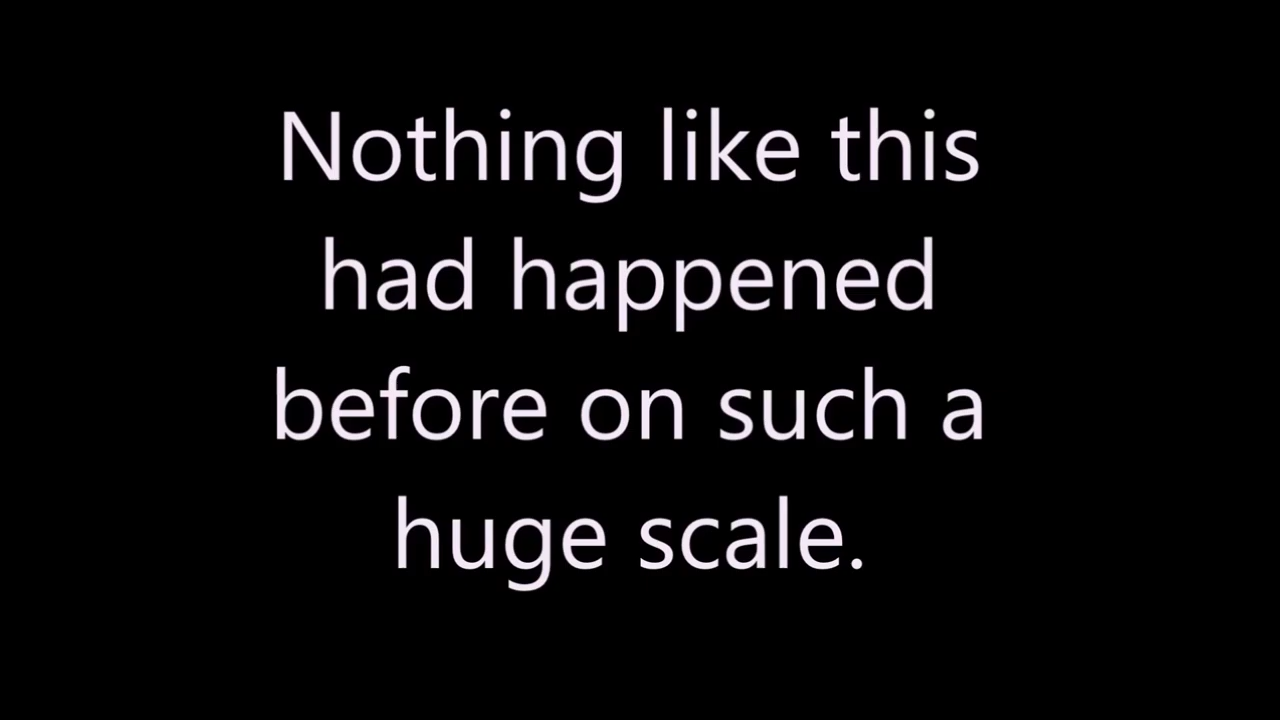 Nothing like this
had happened
before on such a
huge scale.